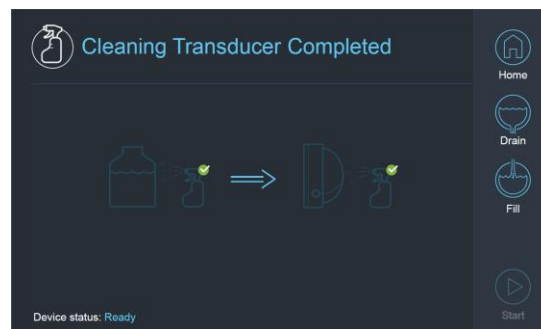 Cleaning Transducer Completed
Home
Drain
Fill
Start
Device status: Ready